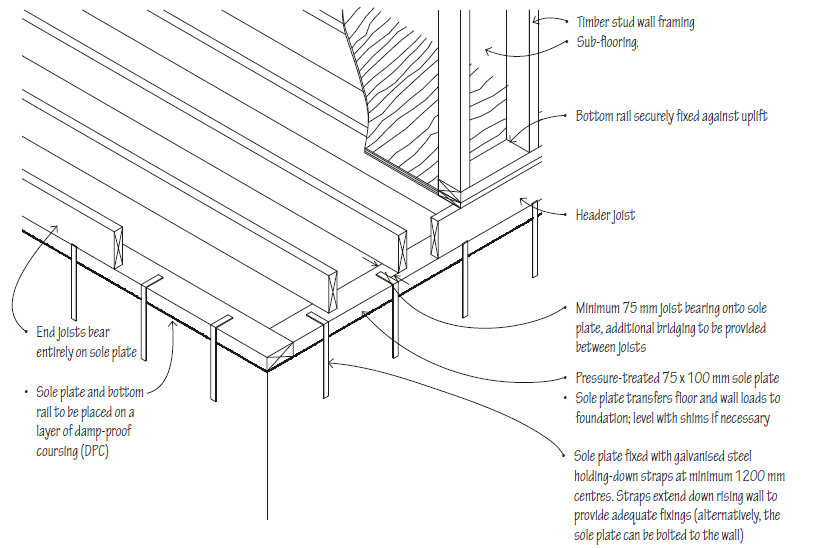 Timber stud wall framing
Sub-flooring;
Bottom rail securely fixed against uplift
Header joist
Minimum 75 mm joist bearing onto sole
plate, additional bridging to be provided
between joists
Pressure-treated 75 x 100 mm sole plate
Sole plate transfers floor and wall loads to
foundation; level with shims if necessary
Sole plate fixed with galvanised steel
holding-down straps at minimum 1200 mm
centres. Straps extend down rising wall to
provide adequate fixings (alternatively, the
sole plate can be bolted to the wall)
End joists bear
entirely on sole plate
Sole plate and bottom
rail to be placed on a
layer of damp-proof
coursing (DPC)